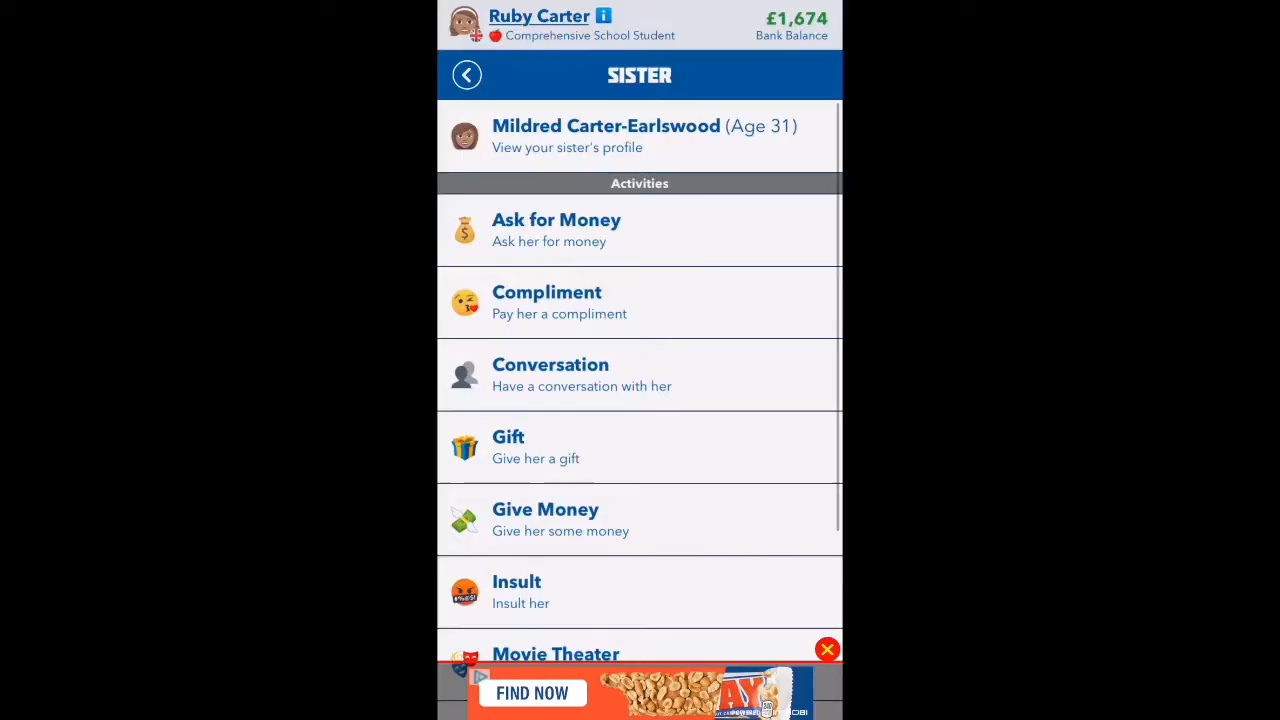 Ruby Carter
£1,674
Comprehensive School Student
Bank Balance
SISTER
Mildred Carter-Earlswood (Age 31)
View your sister's profile
Activities
Ask for Money
Ask her for money
Compliment
Pay her a compliment
Conversation
Have a conversation with her
Gift
Give her a gift
Give Money
Give her some money
Insult
Insult her
Movie Theater
FIND NOW
AY